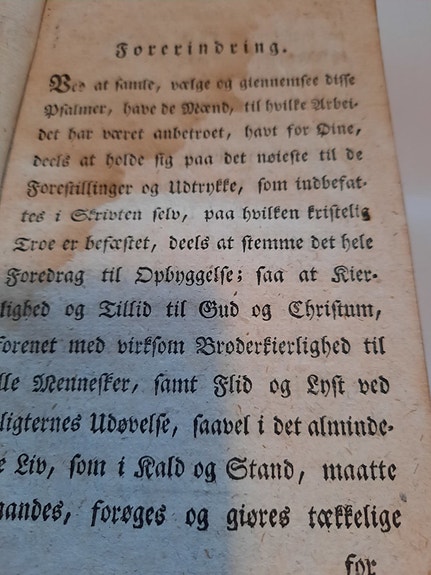 Forerindring.
Ved at samle, vælge og giennemsee disse
Psalmer, have de Mænd, til hvilke Arbei-
det har været anbetroet, havt for Øine,
deels at holde sig paa det nøieste til de
Forestillinger og Udtrykke, som indbefat-
tes i Skrivten selv, paa hvilken kristelig
Troe er befæstet, deels at stemme det hele
Foredrag til Opbyggelse; saa at Kier-
lighed og Tillid til Gud og Christum,
forenet med virksom Broderkierlighed til
lle Mennesker, samt Flid og Lyst ved
ligternes Udøvelse, saavel i det alminde-
e Liv, som i Kald og Stand, maatte
andes, forøges og giøres tækkelige
for